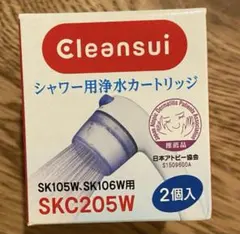 Cleansui
シャワー用浄水カートリッジ
推薦品
日本アトピー協会
S1509600A
SK105W、SK106W用
SKC205W
2個入